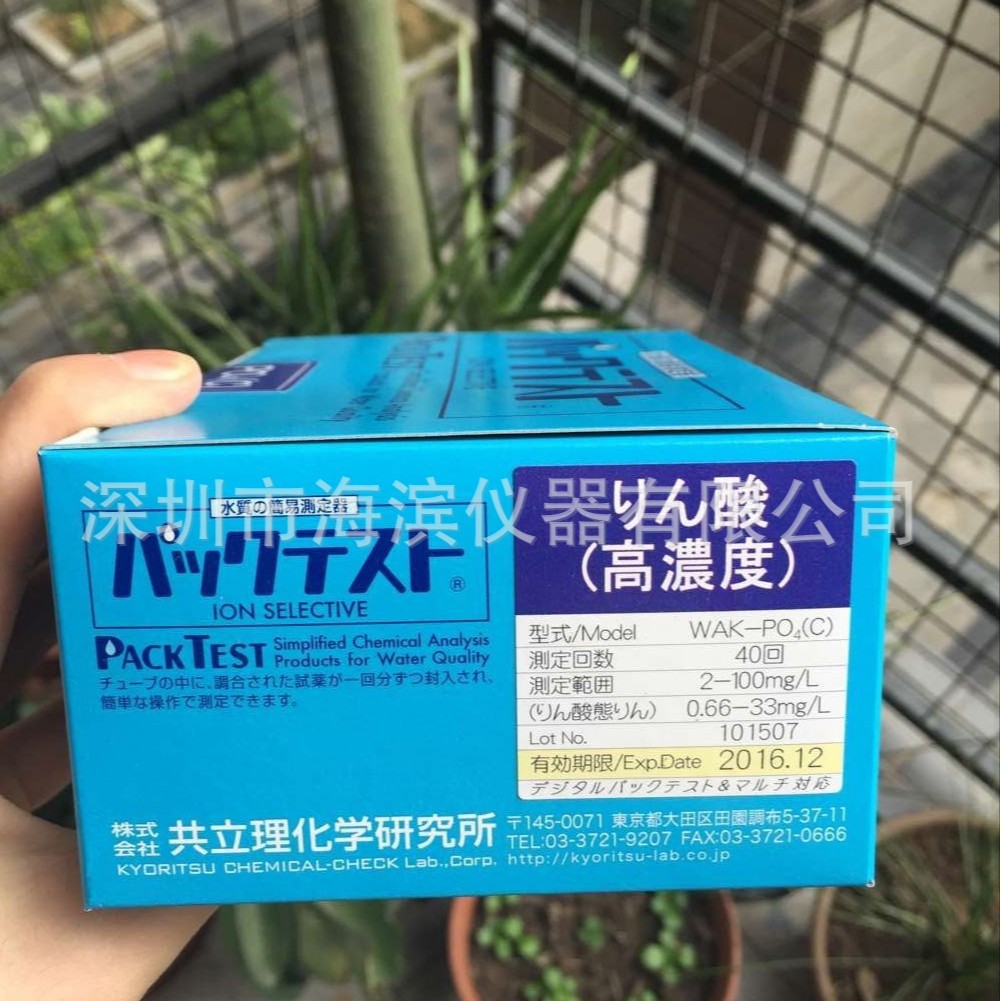 パックテスト
ION SELECTIVE
PO₄
深圳市海滨仪器有限公司
水質の簡易測定器
パックテスト®
ION SELECTIVE
PACKTEST Simplified Chemical Analysis
Products for Water Quality
チューブの中に、調合された試薬が一回分ずつ封入され、
簡単な操作で測定できます。
りん酸
(高濃度)
型式/Model WAK-PO₄(C)
測定回数 40回
測定範囲 2-100mg/L
(りん酸態りん) 0.66-33mg/L
Lot No. 101507
有効期限/Exp.Date 2016.12
デジタルパックテスト&マルチ対応
株式会社 共立理化学研究所
KYORITSU CHEMICAL-CHECK Lab.,Corp.
〒145-0071 東京都大田区田園調布5-37-11
TEL:03-3721-9207 FAX:03-3721-0666
http://kyoritsu-lab.co.jp